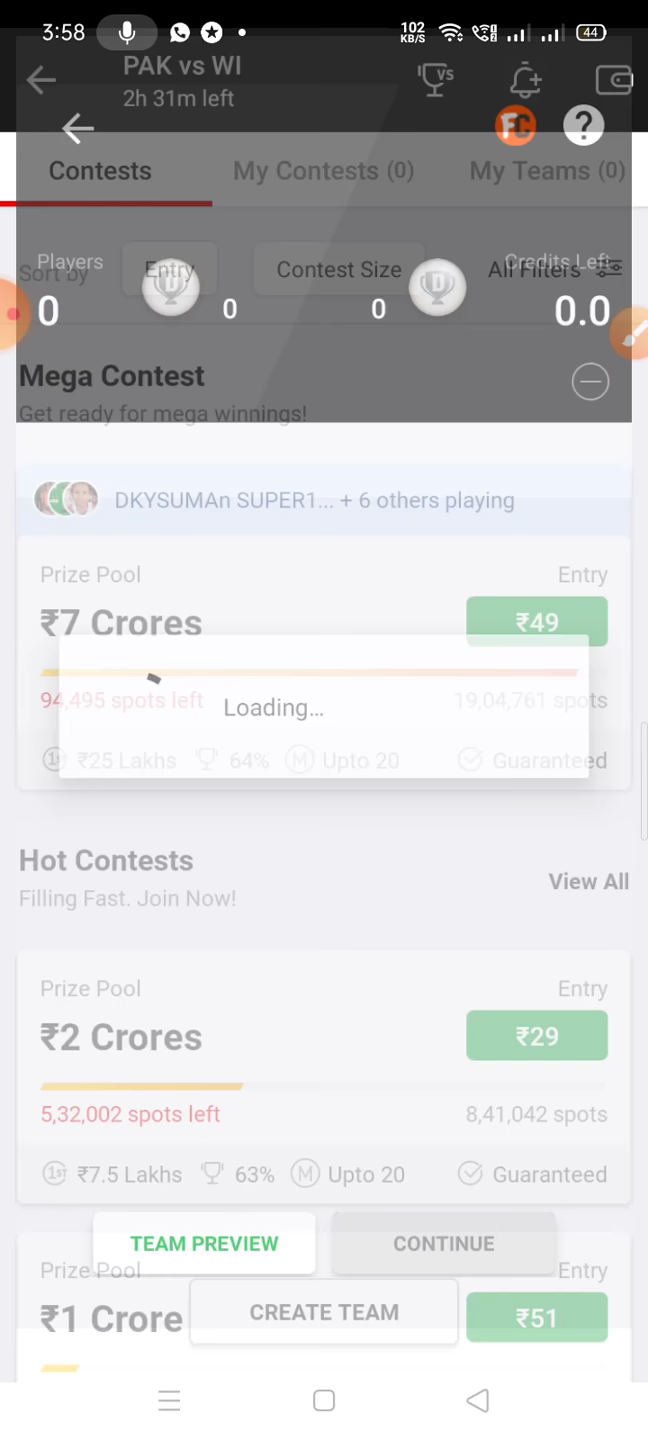 3:58 102 KB/S 44
PAK vs WI
2h 31m left
VS
FC ?
Contests My Contests (0) My Teams (0)
Sort by Entry Contest Size All Filters
Players Credits Left
0 0 0 0.0
Mega Contest
Get ready for mega winnings!
DKYSUMAn SUPER1... + 6 others playing
Prize Pool Entry
₹7 Crores ₹49
94,495 spots left 19,04,761 spots
Loading...
1st ₹25 Lakhs 64% M Upto 20 Guaranteed
Hot Contests
Filling Fast. Join Now!
View All
Prize Pool Entry
₹2 Crores ₹29
5,32,002 spots left 8,41,042 spots
1st ₹7.5 Lakhs 63% M Upto 20 Guaranteed
TEAM PREVIEW CONTINUE
Prize Pool Entry
₹1 Crore ₹51
CREATE TEAM